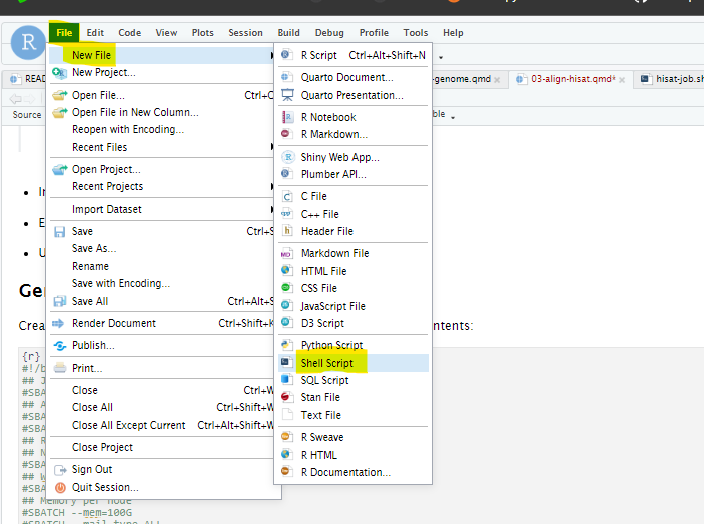 R File Edit Code View Plots Session Build Debug Profile Tools Help
New File
New Project...
Open File... Ctrl+O
Open File in New Column...
Reopen with Encoding...
Recent Files
Open Project...
Recent Projects
Import Dataset
Save Ctrl+S
Save As...
Rename
Save with Encoding...
Save All Ctrl+Alt+S
Render Document Ctrl+Shift+K
Publish...
Print...
Close Ctrl+W
Close All Ctrl+Shift+W
Close All Except Current Ctrl+Alt+Shift+W
Close Project
Sign Out
Quit Session...
R Script Ctrl+Alt+Shift+N
Quarto Document...
Quarto Presentation...
R Notebook
R Markdown...
Shiny Web App...
Plumber API...
C File
C++ File
Header File
Markdown File
HTML File
CSS File
JavaScript File
D3 Script
Python Script
Shell Script
SQL Script
Stan File
Text File
R Sweave
R HTML
R Documentation...
READ
-genome.qmd
03-align-hisat.qmd*
hisat-job.sh
Source
ble
Ge
Crea
ntents:
{r}
#!/b
## J
#SBA
## A
#SBA
#SBA
## R
## N
#SBA
## W
#SBA
## Memory per node
#SBATCH --mem=100G
#SBATCH --mail-type=ALL